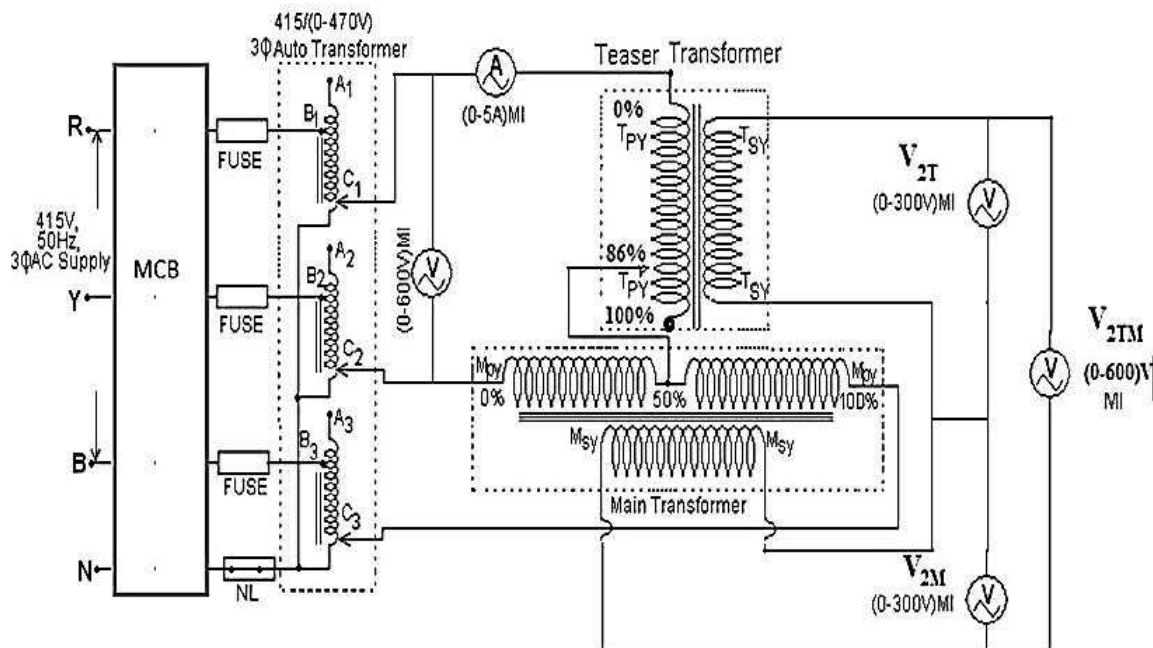 415/(0-470V)
3ϕAuto Transformer
A1
B1
C1
A
(0-5A)MI
Teaser Transformer
0%
TPY
TSY
86%
TPY
TSY
100%
V2T
V
(0-300V)MI
R
FUSE
415V,
50Hz,
3ϕAC Supply
MCB
A2
B2
C2
V
(0-600V)MI
Y
FUSE
V2TM
V
(0-600)V
MI
Mpy
0%
50%
Mpy
100%
MSy
MSy
Main Transformer
A3
B3
C3
B
FUSE
N
NL
V2M
V
(0-300V)MI